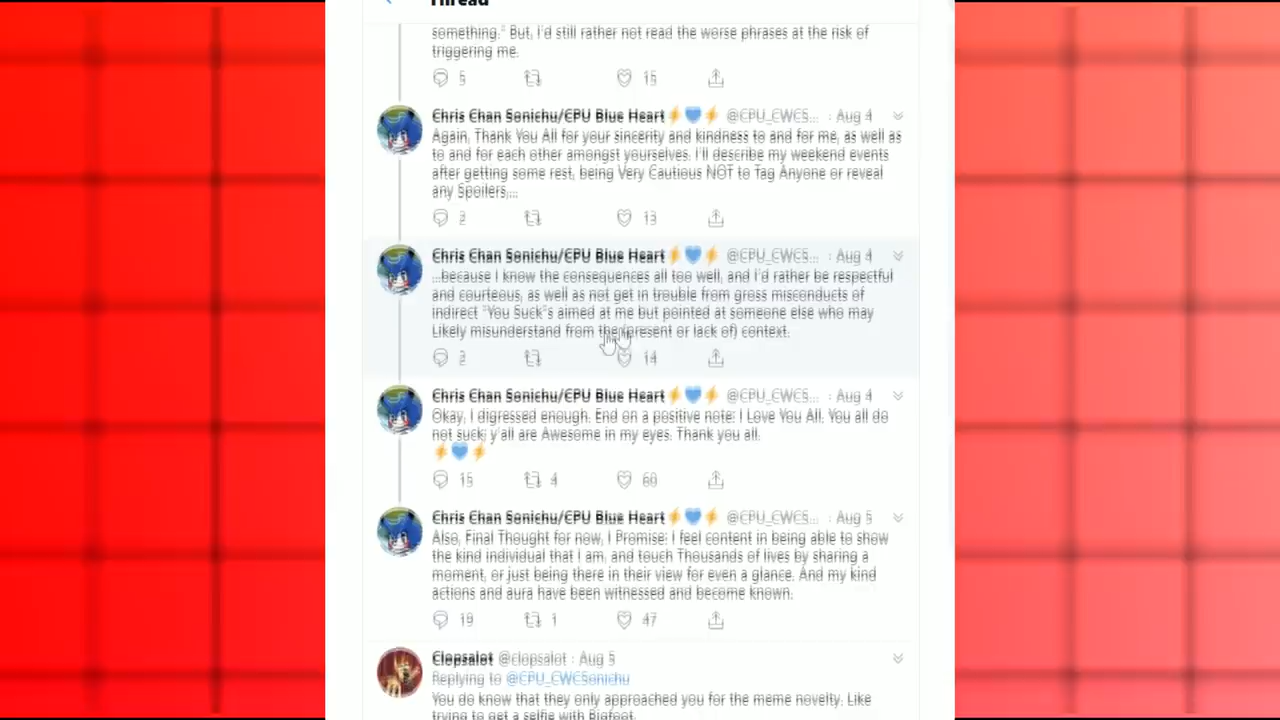 Thread
something." But, I'd still rather not read the worse phrases at the risk of
triggering me.
5 15
Chris Chan Sonichu/CPU Blue Heart⚡💙⚡ @CPU_CWCS... · Aug 4
Again, Thank You All for your sincerity and kindness to and for me, as well as
to and for each other amongst yourselves. I'll describe my weekend events
after getting some rest, being Very Cautious NOT to Tag Anyone or reveal
any Spoilers,...
2 13
Chris Chan Sonichu/CPU Blue Heart⚡💙⚡ @CPU_CWCS... · Aug 4
...because I know the consequences all too well, and I'd rather be respectful
and courteous, as well as not get in trouble from gross misconducts of
indirect "You Suck"s aimed at me but pointed at someone else who may
Likely misunderstand from the (present or lack of) context.
2 14
Chris Chan Sonichu/CPU Blue Heart⚡💙⚡ @CPU_CWCS... · Aug 4
Okay, I digressed enough. End on a positive note: I Love You All. You all do
not suck; y'all are Awesome in my eyes. Thank you all.
⚡💙⚡
15 4 60
Chris Chan Sonichu/CPU Blue Heart⚡💙⚡ @CPU_CWCS... · Aug 5
Also, Final Thought for now, I Promise: I feel content in being able to show
the kind individual that I am, and touch Thousands of lives by sharing a
moment, or just being there in their view for even a glance. And my kind
actions and aura have been witnessed and become known.
19 1 47
Clopsalot @clopsalot · Aug 5
Replying to @CPU_CWCSonichu
You do know that they only approached you for the meme novelty. Like
trying to get a selfie with Bigfoot.